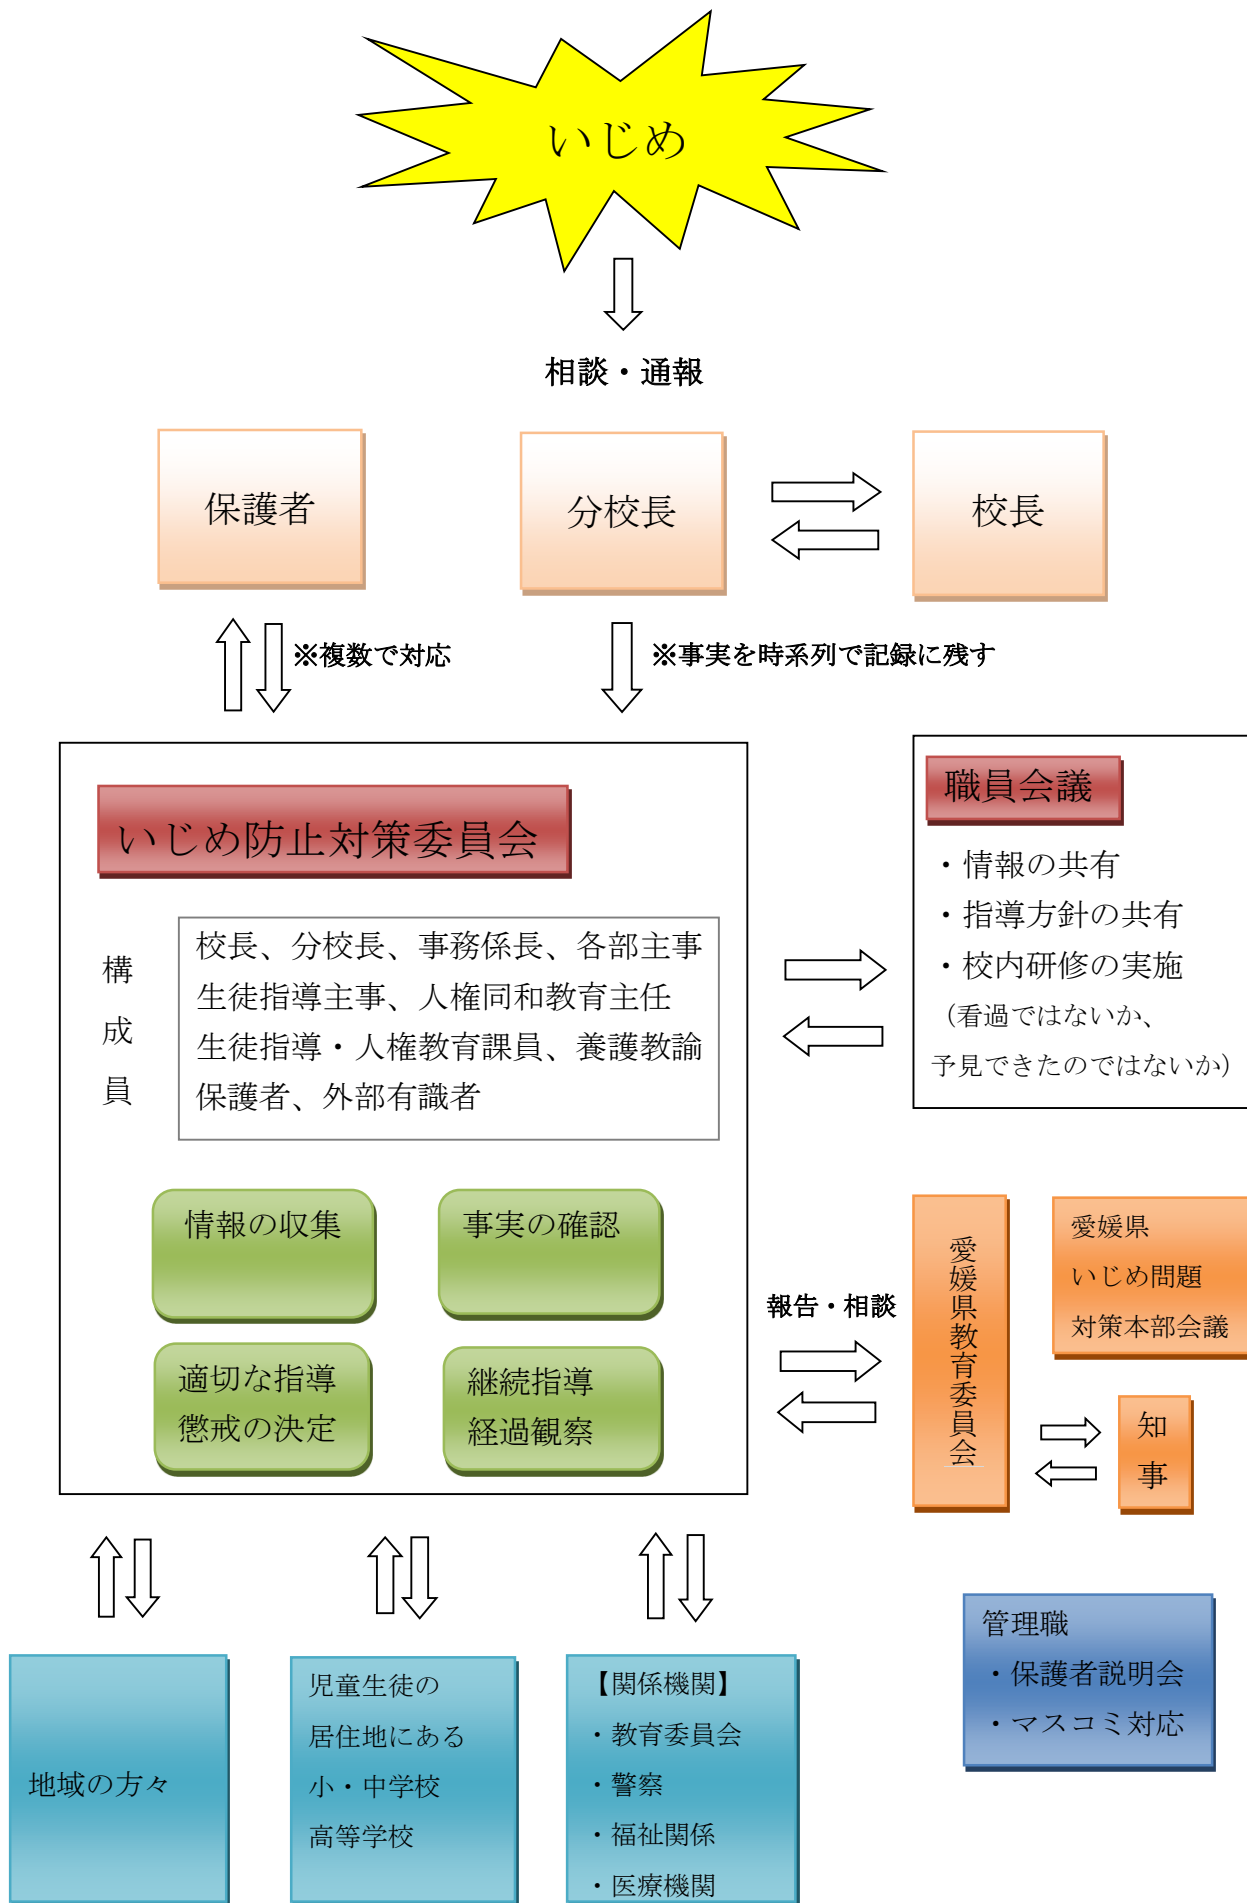 いじめ
相談・通報
保護者
分校長
校長
※複数で対応
※事実を時系列で記録に残す
いじめ防止対策委員会
構成員
校長、分校長、事務係長、各部主事
生徒指導主事、人権同和教育主任
生徒指導・人権教育課員、養護教諭
保護者、外部有識者
職員会議
・情報の共有
・指導方針の共有
・校内研修の実施
（看過ではないか、
予見できたのではないか）
情報の収集
事実の確認
適切な指導
懲戒の決定
継続指導
経過観察
報告・相談
愛媛県教育委員会
愛媛県
いじめ問題
対策本部会議
知事
管理職
・保護者説明会
・マスコミ対応
地域の方々
児童生徒の
居住地にある
小・中学校
高等学校
【関係機関】
・教育委員会
・警察
・福祉関係
・医療機関